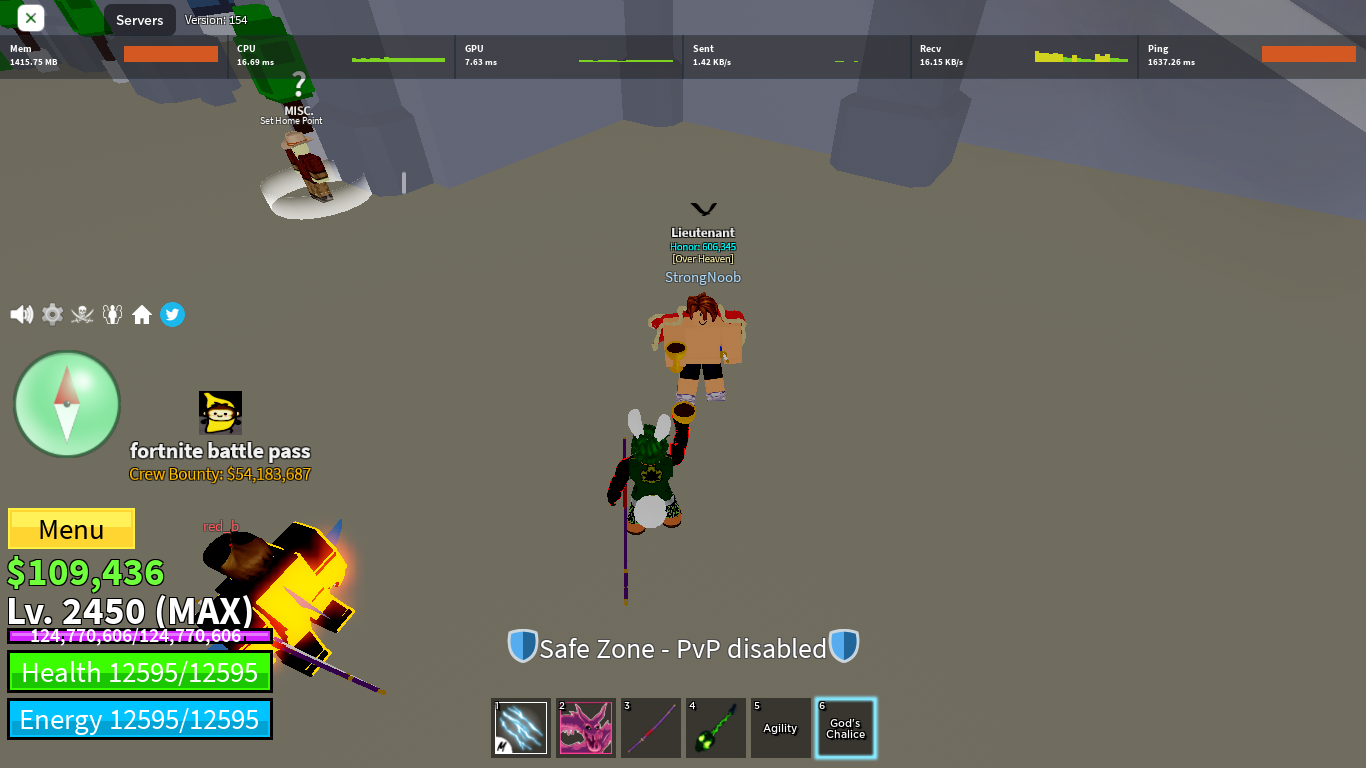 Servers
Version: 154
Mem
1415.75 MB
CPU
16.69 ms
GPU
7.63 ms
Sent
1.42 KB/s
Recv
16.15 KB/s
Ping
1637.26 ms
?
MISC.
Set Home Point
Lieutenant
Honor: 606,345
[Over Heaven]
StrongNoob
fortnite battle pass
Crew Bounty: $54,183,687
red_b
Menu
$109,436
Lv. 2450 (MAX)
124,770,606/124,770,606
Health 12595/12595
Energy 12595/12595
Safe Zone - PvP disabled
1
M
2
3
4
5
Agility
6
God's
Chalice